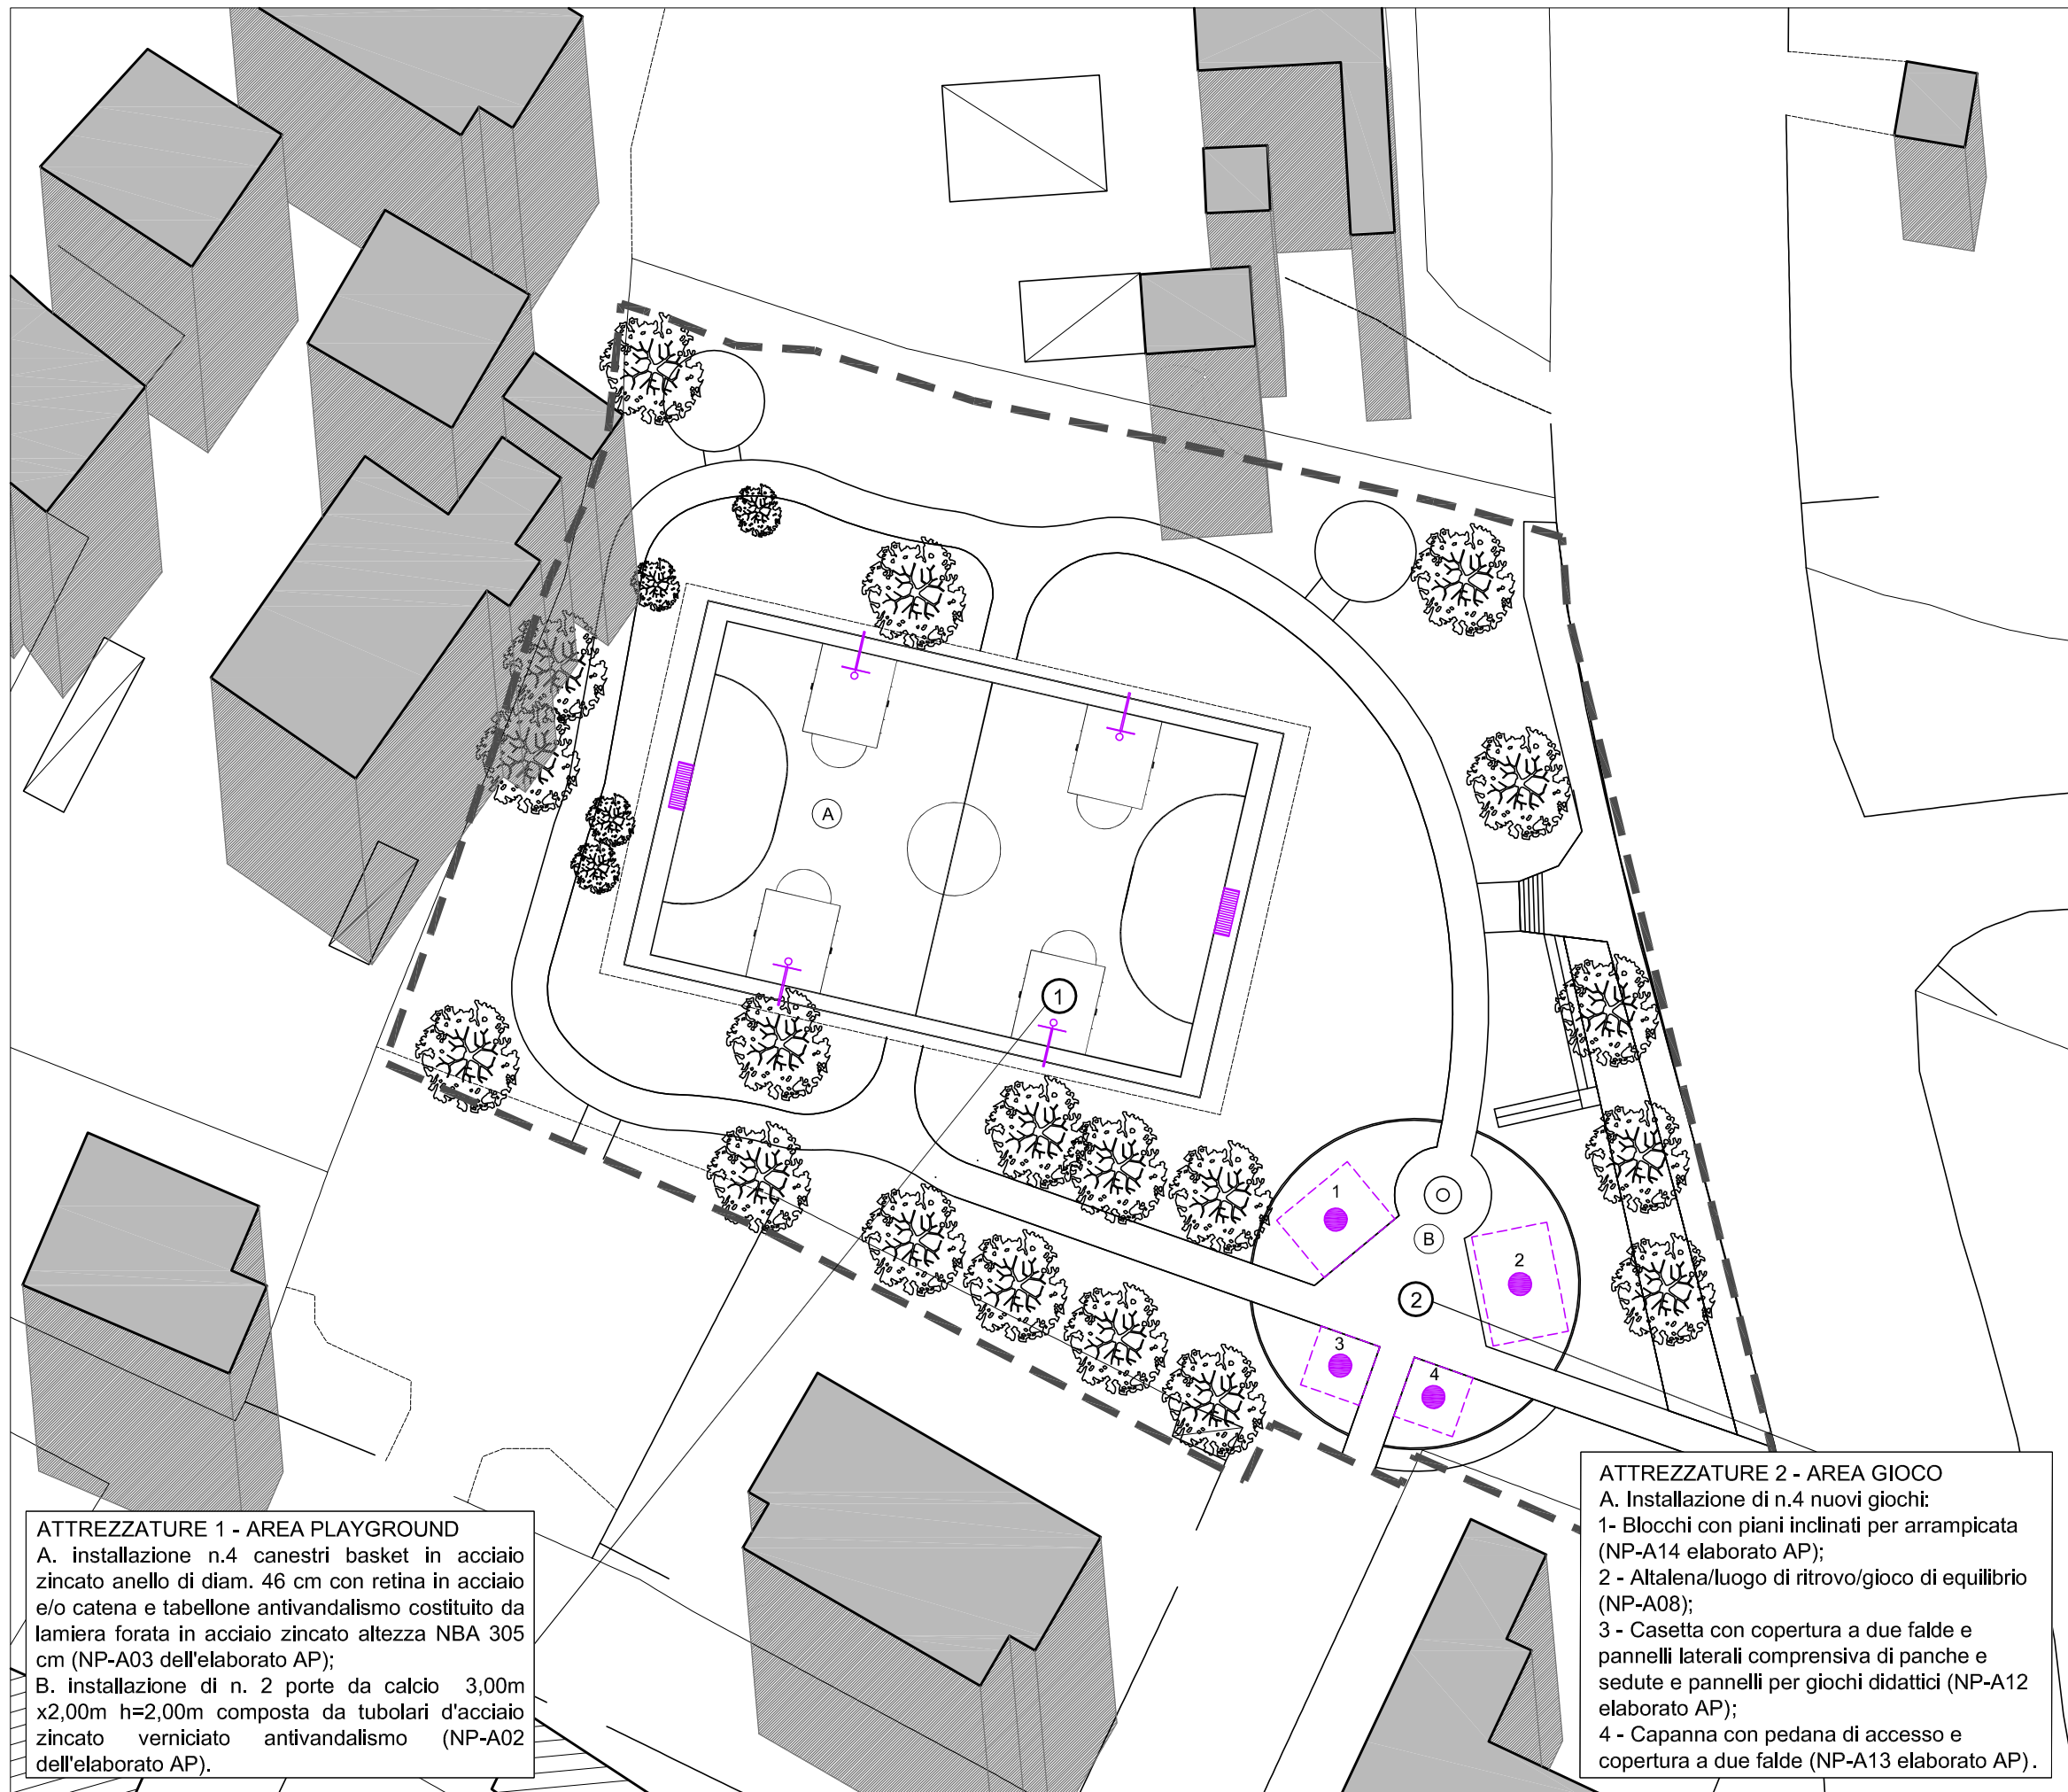 A
1
1
B
2
2
3
4
ATTREZZATURE 1 - AREA PLAYGROUND
A. installazione n.4 canestri basket in acciaio
zincato anello di diam. 46 cm con retina in acciaio
e/o catena e tabellone antivandalismo costituito da
lamiera forata in acciaio zincato altezza NBA 305
cm (NP-A03 dell'elaborato AP);
B. installazione di n. 2 porte da calcio 3,00m
x2,00m h=2,00m composta da tubolari d'acciaio
zincato verniciato antivandalismo (NP-A02
dell'elaborato AP).
ATTREZZATURE 2 - AREA GIOCO
A. Installazione di n.4 nuovi giochi:
1- Blocchi con piani inclinati per arrampicata
(NP-A14 elaborato AP);
2 - Altalena/luogo di ritrovo/gioco di equilibrio
(NP-A08);
3 - Casetta con copertura a due falde e
pannelli laterali comprensiva di panche e
sedute e pannelli per giochi didattici (NP-A12
elaborato AP);
4 - Capanna con pedana di accesso e
copertura a due falde (NP-A13 elaborato AP).